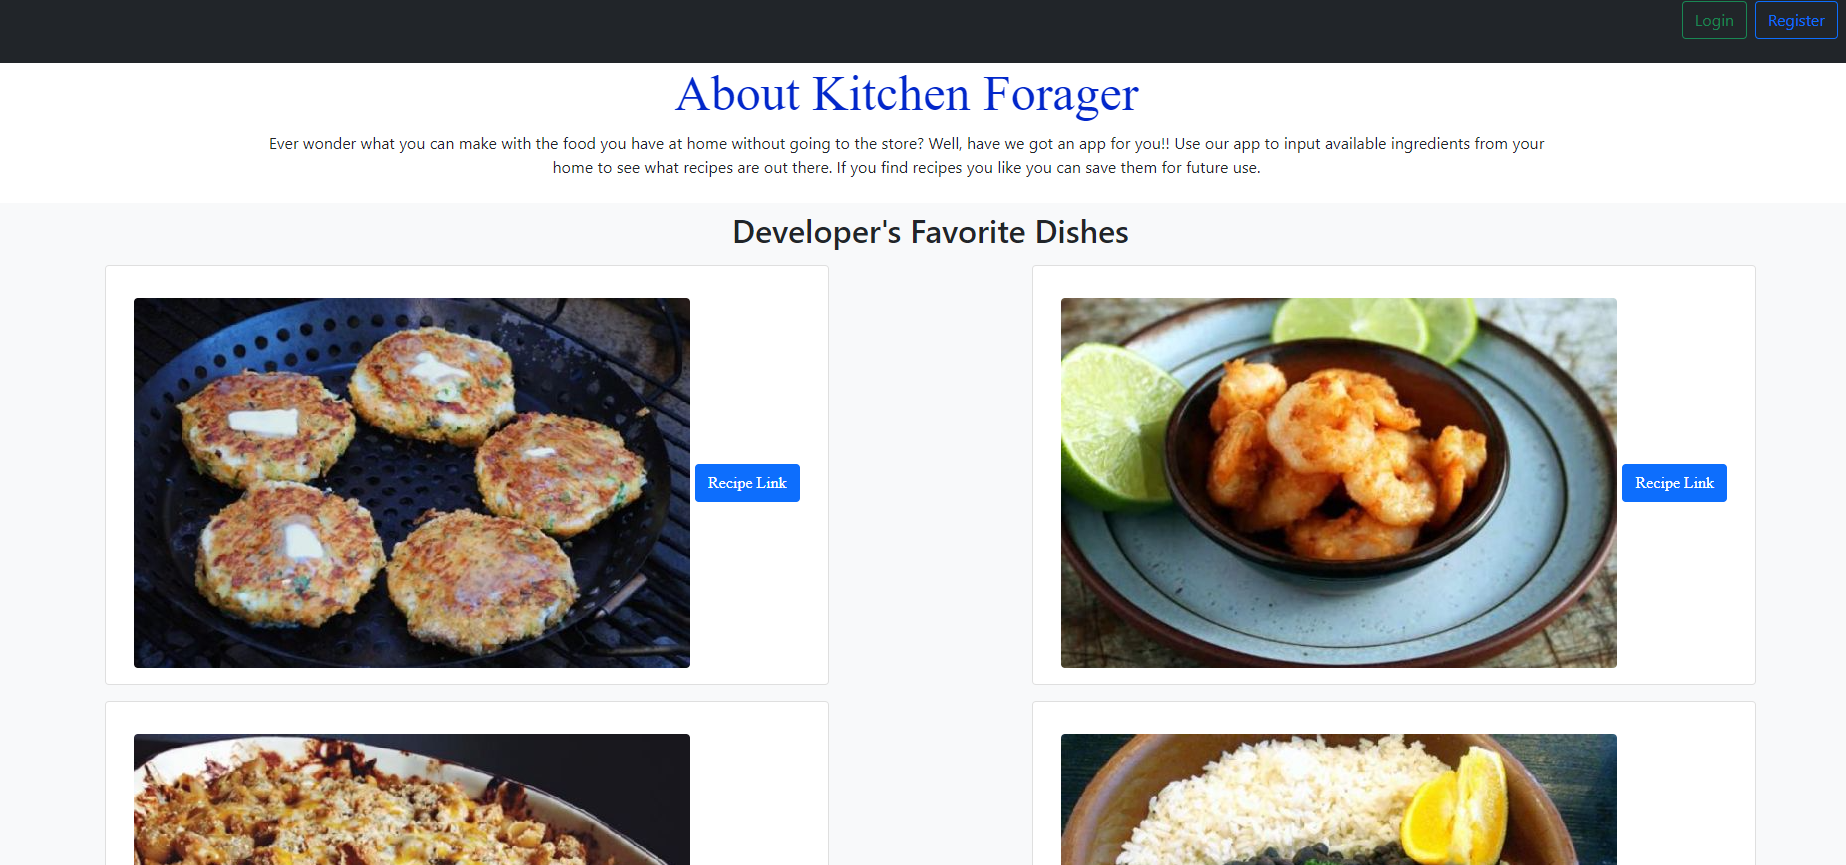 Login Register
About Kitchen Forager
Ever wonder what you can make with the food you have at home without going to the store? Well, have we got an app for you!! Use our app to input available ingredients from your
home to see what recipes are out there. If you find recipes you like you can save them for future use.
Developer's Favorite Dishes
Recipe Link
Recipe Link